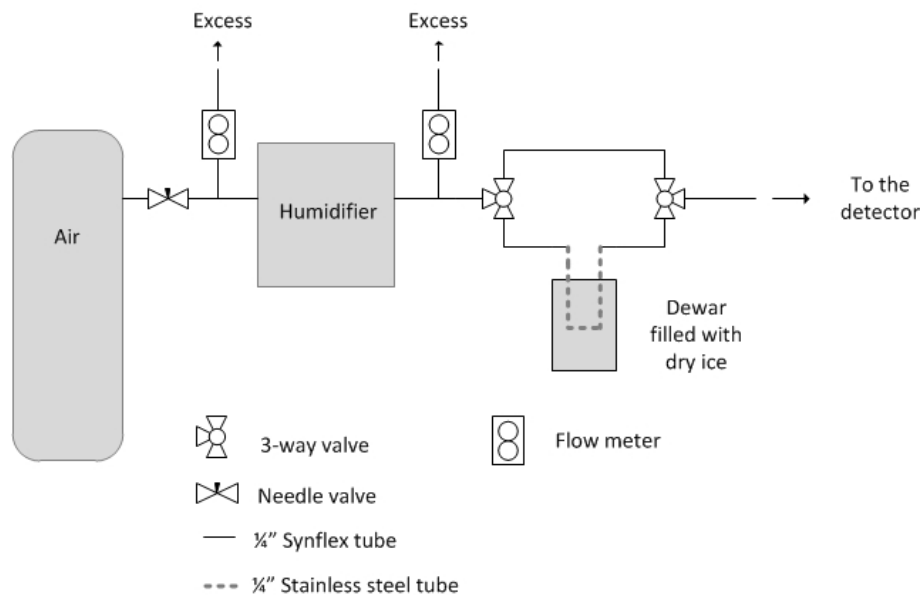 Excess
Excess
Air
Humidifier
To the
detector
Dewar
filled with
dry ice
3-way valve
Flow meter
Needle valve
¼” Synflex tube
¼” Stainless steel tube